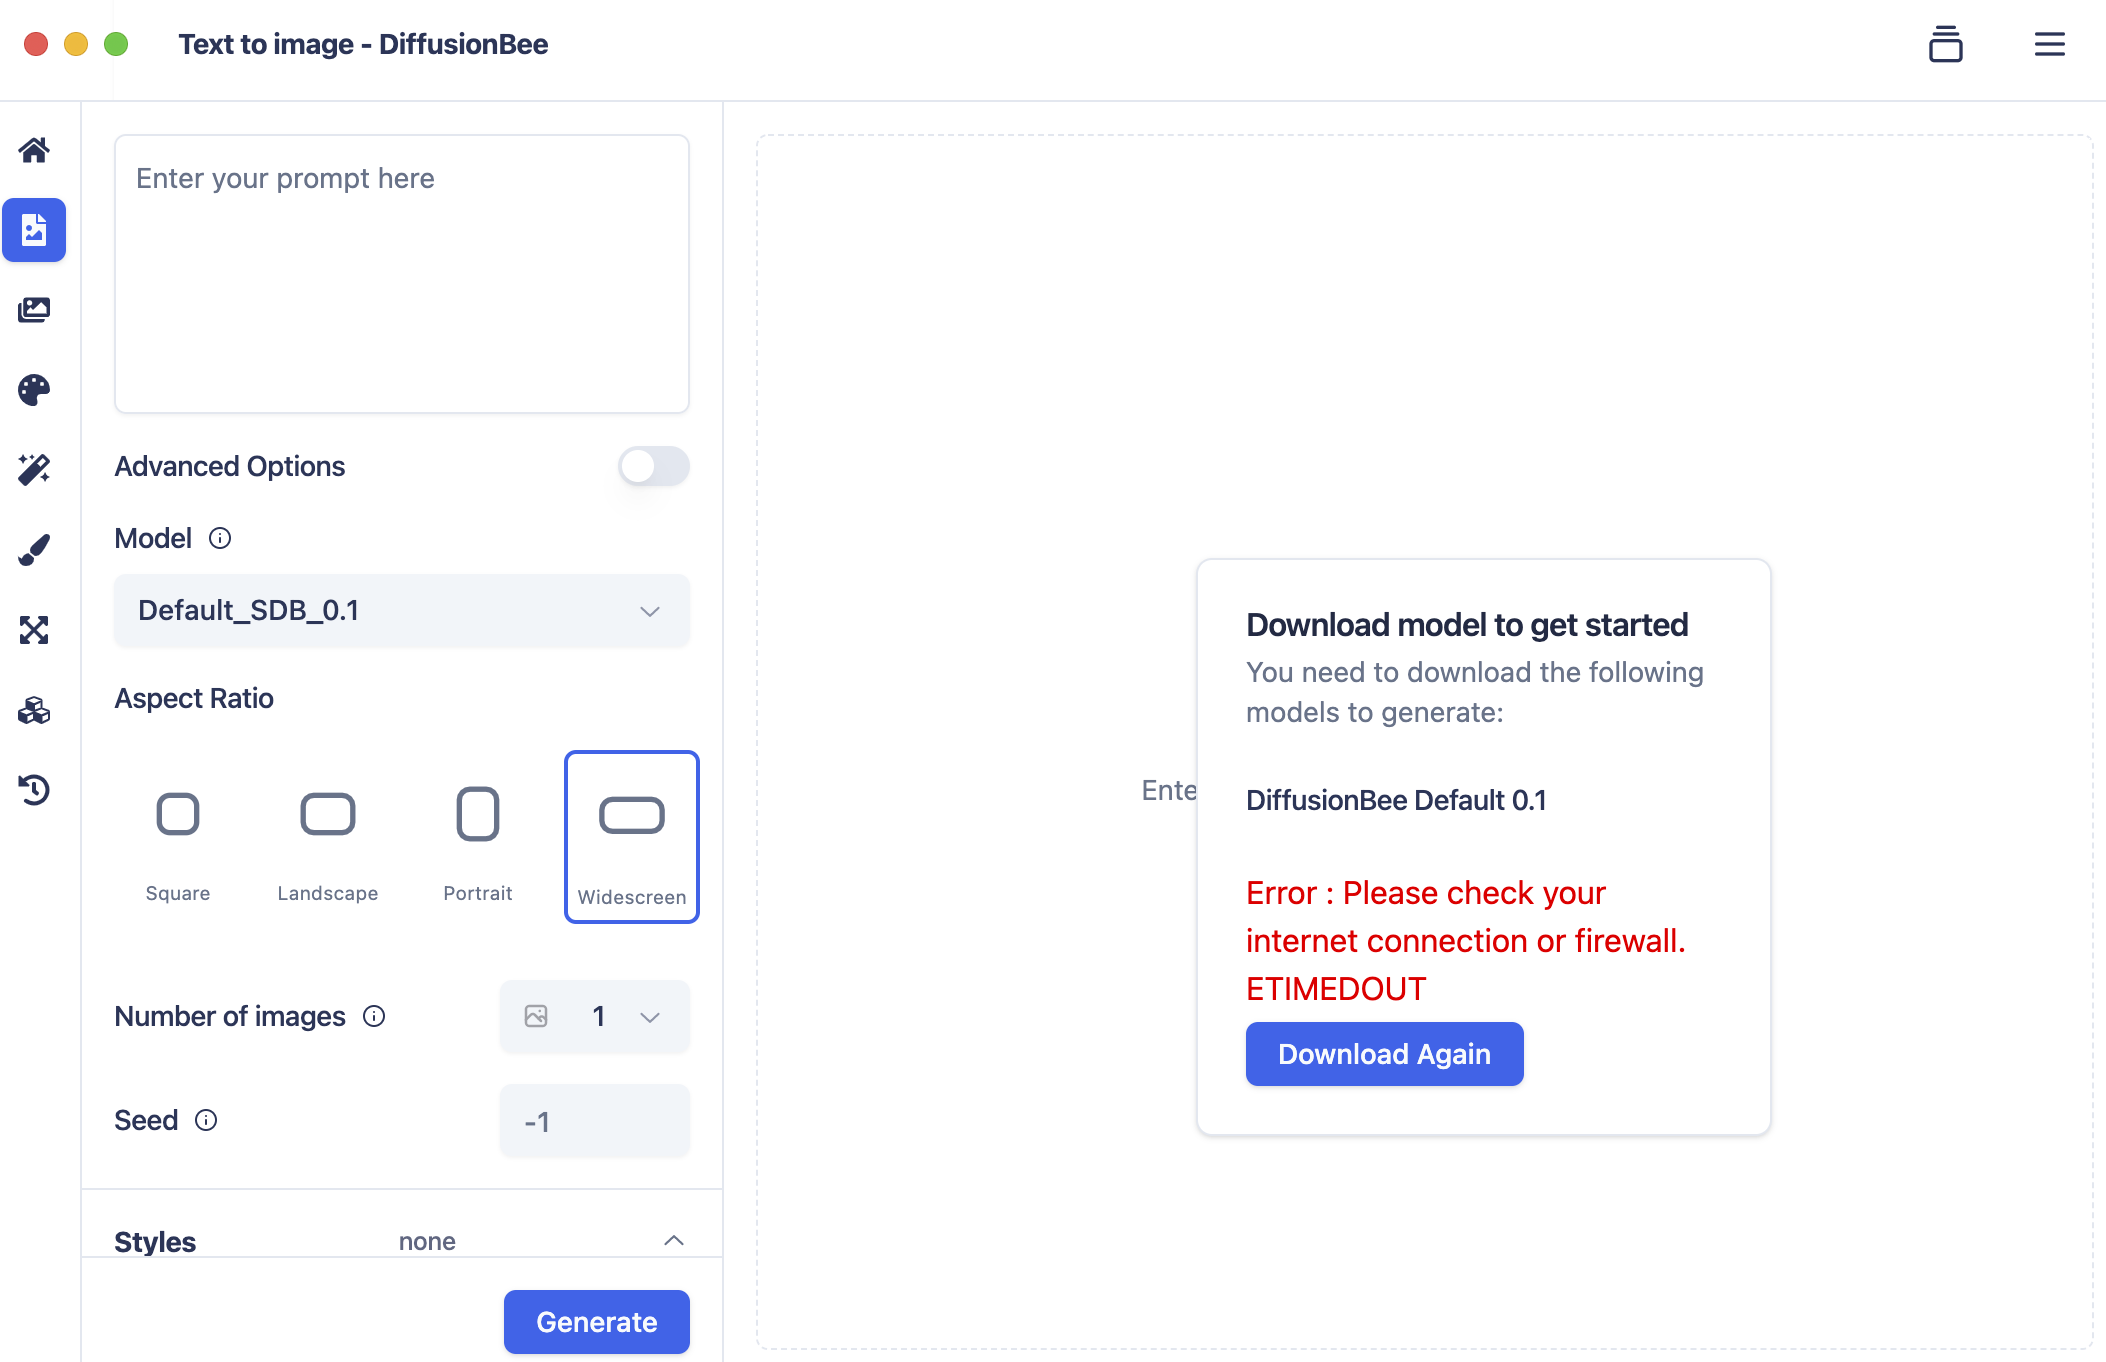 Text to image - DiffusionBee
Enter your prompt here
Advanced Options
Model
Default_SDB_0.1
Aspect Ratio
Square
Landscape
Portrait
Widescreen
Number of images
1
Seed
-1
Styles
none
Generate
Ente
Download model to get started
You need to download the following
models to generate:
DiffusionBee Default 0.1
Error : Please check your
internet connection or firewall.
ETIMEDOUT
Download Again